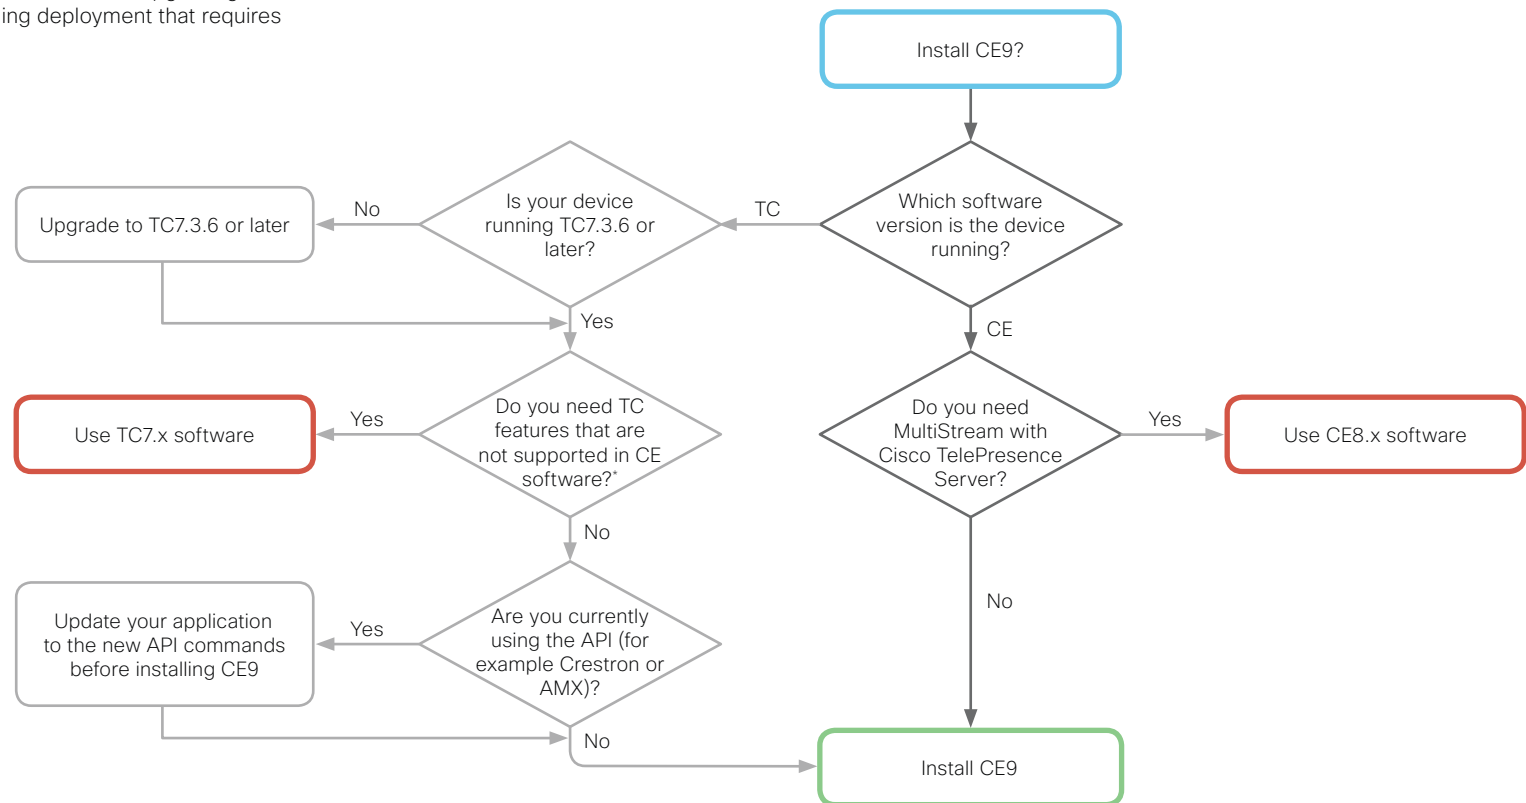 ing deployment that requires
Install CE9?
Which software
version is the device
running?
TC
Is your device
running TC7.3.6 or
later?
No
Upgrade to TC7.3.6 or later
Yes
CE
Do you need TC
features that are
not supported in CE
software?*
Yes
Use TC7.x software
Do you need
MultiStream with
Cisco TelePresence
Server?
Yes
Use CE8.x software
No
Are you currently
using the API (for
example Crestron or
AMX)?
Yes
Update your application
to the new API commands
before installing CE9
No
No
Install CE9